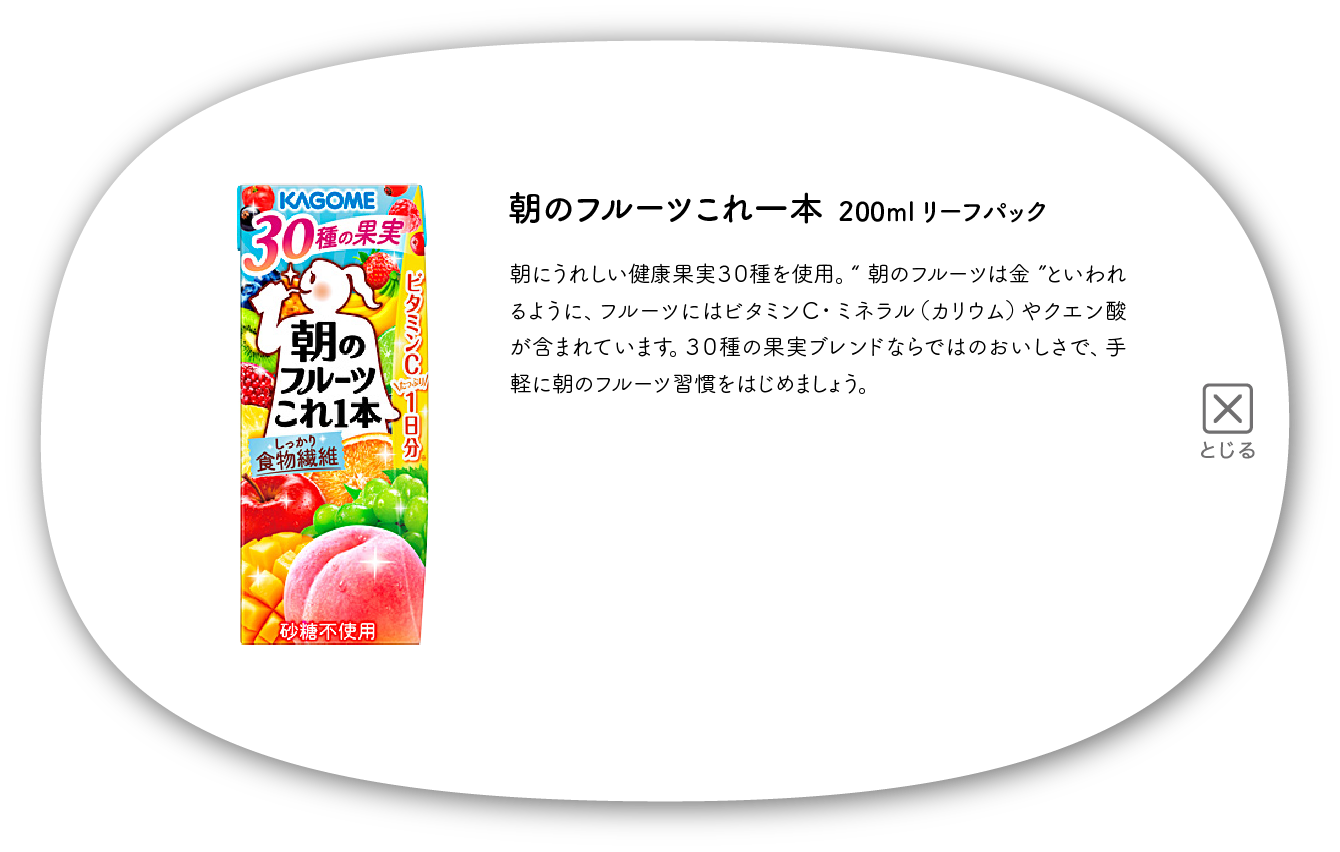 KAGOME
30種の果実
ビタミンC
たっぷり
1日分
朝の
フルーツ
これ1本
しっかり
食物繊維
砂糖不使用
朝のフルーツこれ一本 200ml リーフパック
朝にうれしい健康果実30種を使用。“ 朝のフルーツは金 ”といわれ
るように、フルーツにはビタミンC・ミネラル（カリウム）やクエン酸
が含まれています。30種の果実ブレンドならではのおいしさで、手
軽に朝のフルーツ習慣をはじめましょう。
とじる